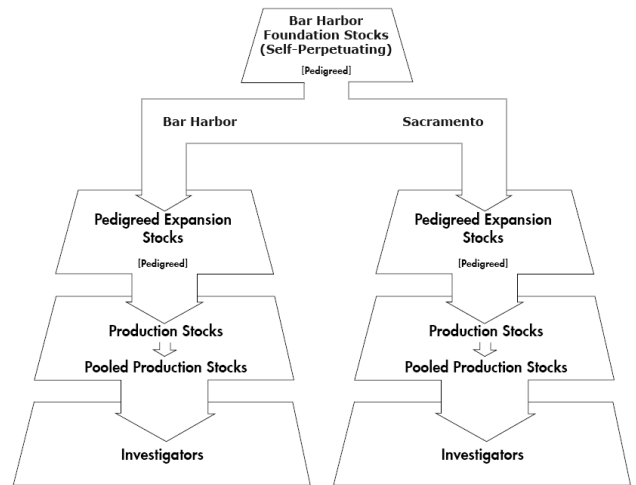 Bar Harbor
Foundation Stocks
(Self-Perpetuating)
[Pedigreed]
Bar Harbor
Sacramento
Pedigreed Expansion
Stocks
[Pedigreed]
Pedigreed Expansion
Stocks
[Pedigreed]
Production Stocks
Pooled Production Stocks
Production Stocks
Pooled Production Stocks
Investigators
Investigators